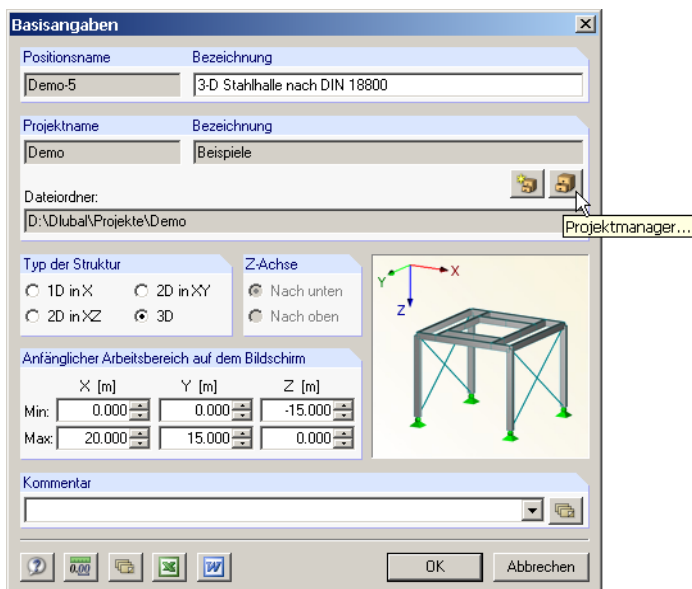 Basisangaben
Positionsname Bezeichnung
Demo-5 3-D Stahlhalle nach DIN 18800
Projektname Bezeichnung
Demo Beispiele
Dateiordner:
D:\Dlubal\Projekte\Demo
Projektmanager...
Typ der Struktur Z-Achse
1D in X 2D in XY Nach unten
2D in XZ 3D Nach oben
Y X
Z
Anfänglicher Arbeitsbereich auf dem Bildschirm
X [m] Y [m] Z [m]
Min: 0.000 0.000 -15.000
Max: 20.000 15.000 0.000
Kommentar
0.00 OK Abbrechen